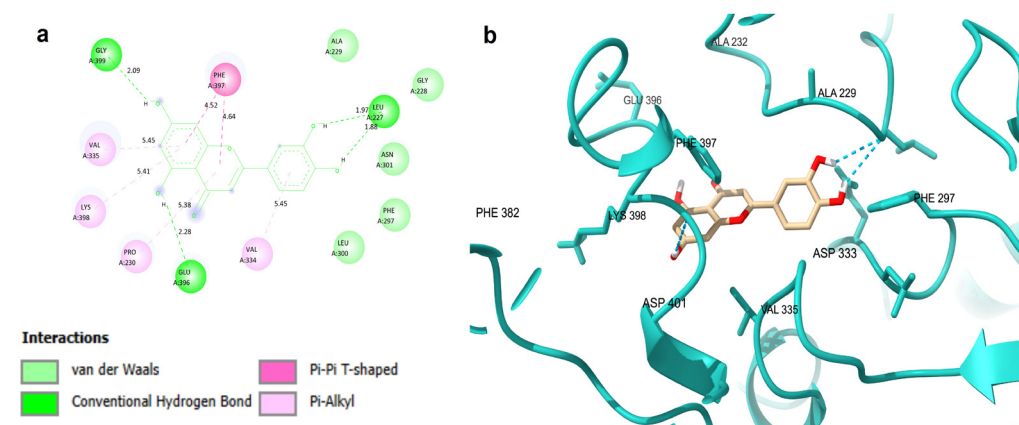 a
GLY
A:399
2.09
H
PHE
A:397
4.52
4.64
ALA
A:229
GLY
A:228
LEU
A:227
1.97
1.88
H
H
VAL
A:335
5.45
ASN
A:301
LYS
A:398
5.41
PHE
A:297
5.38
5.45
H
2.28
PRO
A:230
VAL
A:334
LEU
A:300
GLU
A:396
Interactions
van der Waals
Conventional Hydrogen Bond
Pi-Pi T-shaped
Pi-Alkyl
b
ALA 232
ALA 229
GLU 396
PHE 397
PHE 382
LYS 398
PHE 297
ASP 333
ASP 401
VAL 335